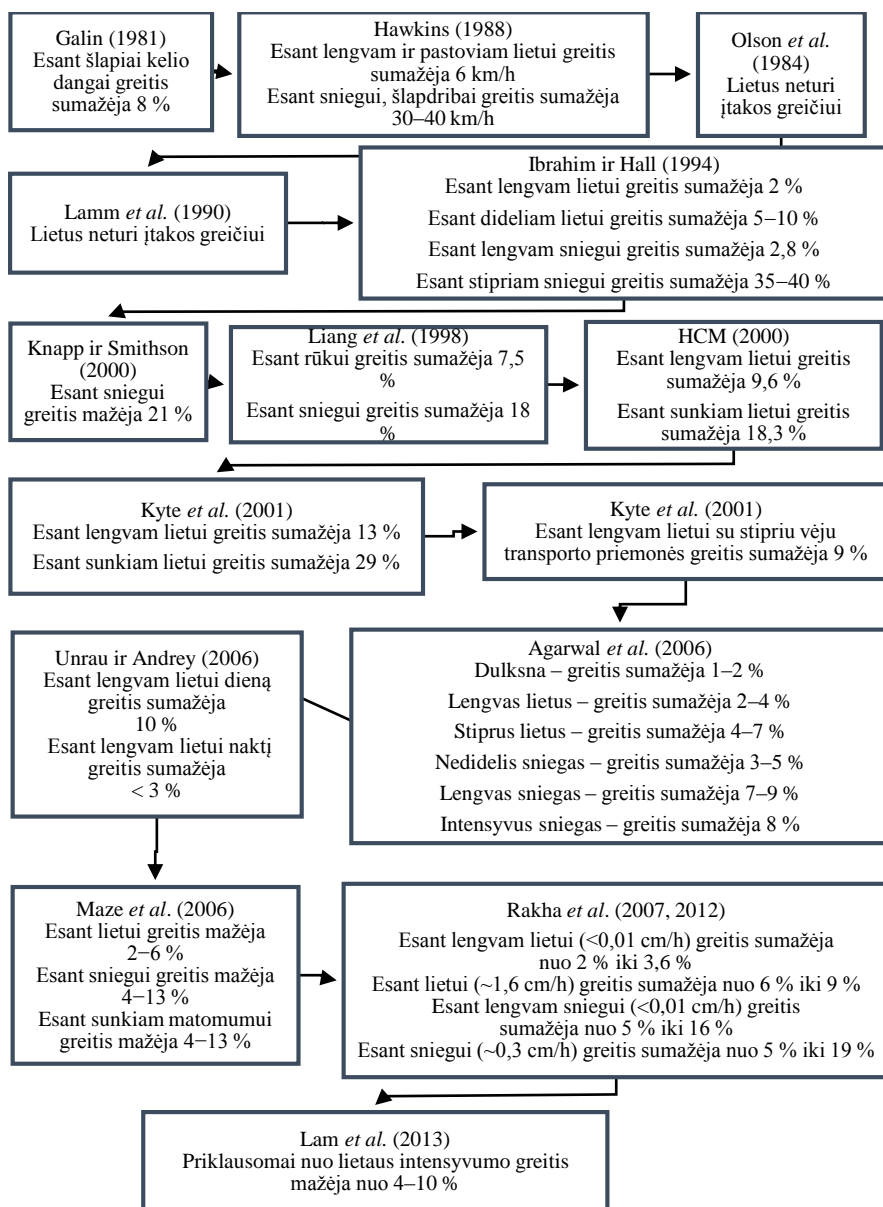 Galin (1981)
Esant šlapiai kelio
dangai greitis
sumažėja 8 %
Hawkins (1988)
Esant lengvam ir pastoviam lietui greitis
sumažėja 6 km/h
Esant sniegui, šlapdribai greitis sumažėja
30–40 km/h
Olson et al.
(1984)
Lietus neturi
įtakos greičiui
Lamm et al. (1990)
Lietus neturi įtakos greičiui
Ibrahim ir Hall (1994)
Esant lengvam lietui greitis sumažėja 2 %
Esant dideliam lietui greitis sumažėja 5–10 %
Esant lengvam sniegui greitis sumažėja 2,8 %
Esant stipriam sniegui greitis sumažėja 35–40 %
Knapp ir Smithson
(2000)
Esant sniegui
greitis mažėja 21 %
Liang et al. (1998)
Esant rūkui greitis sumažėja 7,5
%
Esant sniegui greitis sumažėja 18
%
HCM (2000)
Esant lengvam lietui greitis
sumažėja 9,6 %
Esant sunkiam lietui greitis
sumažėja 18,3 %
Kyte et al. (2001)
Esant lengvam lietui greitis sumažėja 13 %
Esant sunkiam lietui greitis sumažėja 29 %
Kyte et al. 2001)
Esant lengvam lietui su stipriu vėju
transporto priemonės greitis sumažėja 9 %
Unrau ir Andrey (2006)
Esant lengvam lietui dieną
greitis sumažėja
10 %
Esant lengvam lietui naktį
greitis sumažėja
< 3 %
Agarwal et al. 2006)
Dulksna – greitis sumažėja 1–2 %
Lengvas lietus – greitis sumažėja 2–4 %
Stiprus lietus – greitis sumažėja 4–7 %
Nedidelis sniegas – greitis sumažėja 3–5 %
Lengvas sniegas – greitis sumažėja 7–9 %
Intensyvus sniegas – greitis sumažėja 8 %
Maze et al. (2006)
Esant lietui greitis mažėja
2−6 %
Esant sniegui greitis mažėja
4−13 %
Esant sunkiam matomumui
greitis mažėja 4−13 %
Rakha et al. (2007, 2012)
Esant lengvam lietui (<0,01 cm/h) greitis sumažėja
nuo 2 % iki 3,6 %
Esant lietui (~1,6 cm/h) greitis sumažėja nuo 6 % iki 9 %
Esant lengvam sniegui (<0,01 cm/h) greitis
sumažėja nuo 5 % iki 16 %
Esant sniegui (~0,3 cm/h) greitis sumažėja nuo 5 % iki 19 %
Lam et al. (2013)
Priklausomai nuo lietaus intensyvumo greitis
mažėja nuo 4–10 %